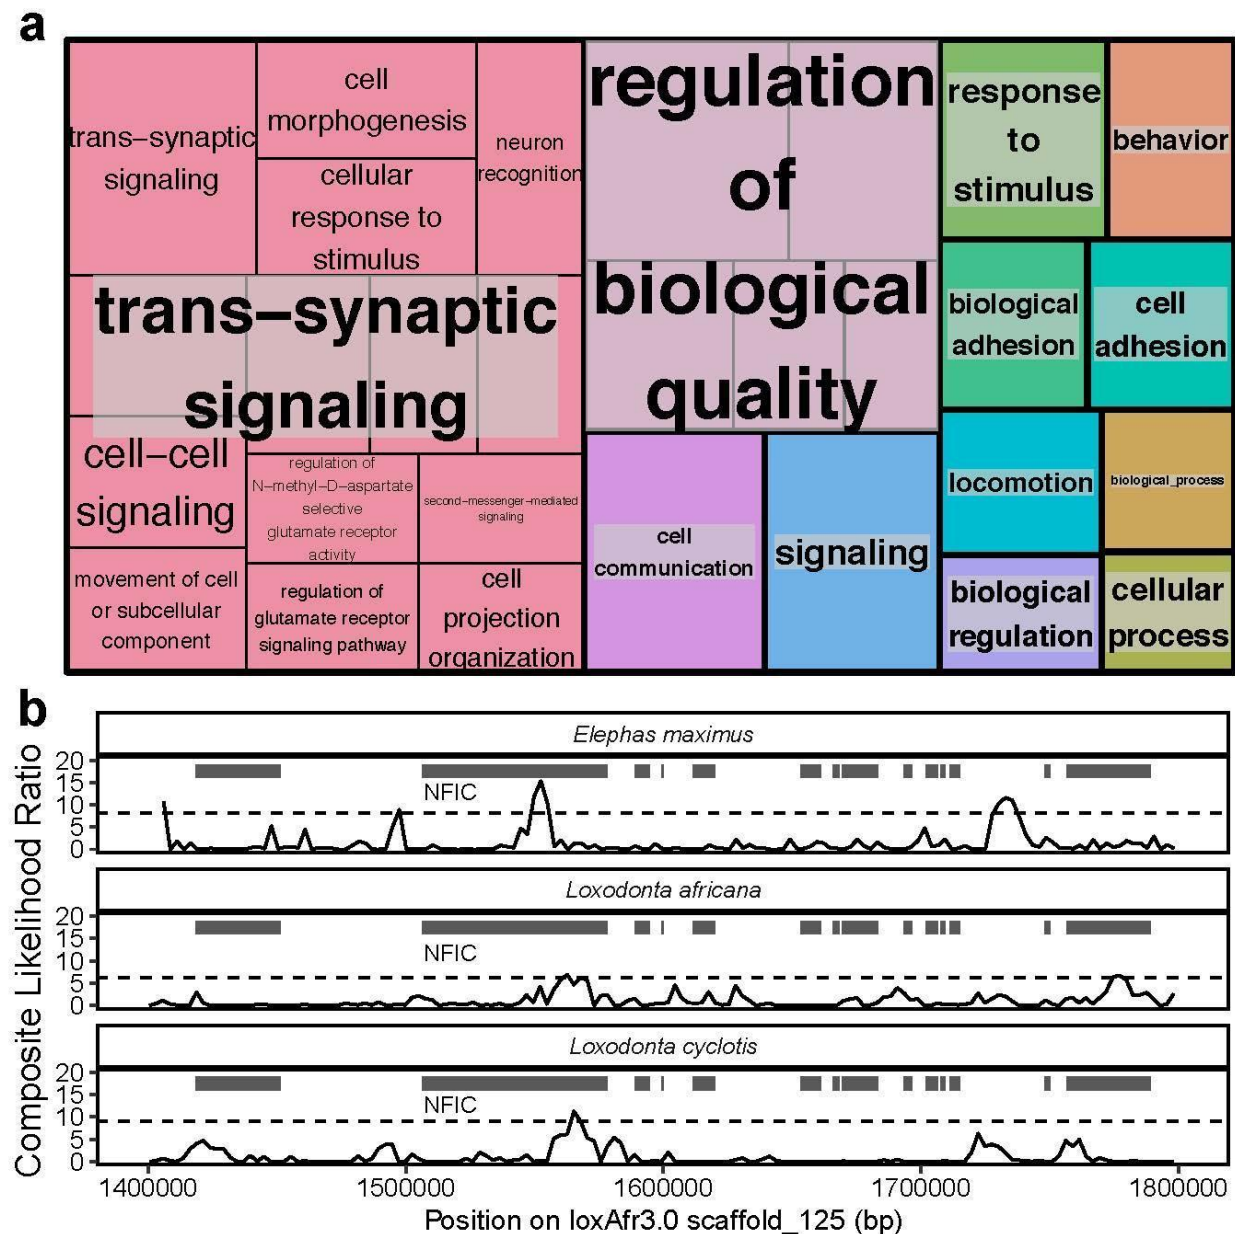 a
trans–synaptic
signaling
cell
morphogenesis
cellular
response to
stimulus
neuron
recognition
trans–synaptic
signaling
cell–cell
signaling
movement of cell
or subcellular
component
regulation of
N–methyl–D–aspartate
selective
glutamate receptor
activity
second–messenger–mediated
signaling
regulation of
glutamate receptor
signaling pathway
cell
projection
organization
regulation
of
biological
quality
cell
communication
signaling
response
to
stimulus
behavior
biological
adhesion
cell
adhesion
locomotion
biological_process
biological
regulation
cellular
process
b
Composite Likelihood Ratio
Elephas maximus
20
15
10
5
0
NFIC
Loxodonta africana
20
15
10
5
0
NFIC
Loxodonta cyclotis
20
15
10
5
0
NFIC
1400000 1500000 1600000 1700000 1800000
Position on loxAfr3.0 scaffold_125 (bp)